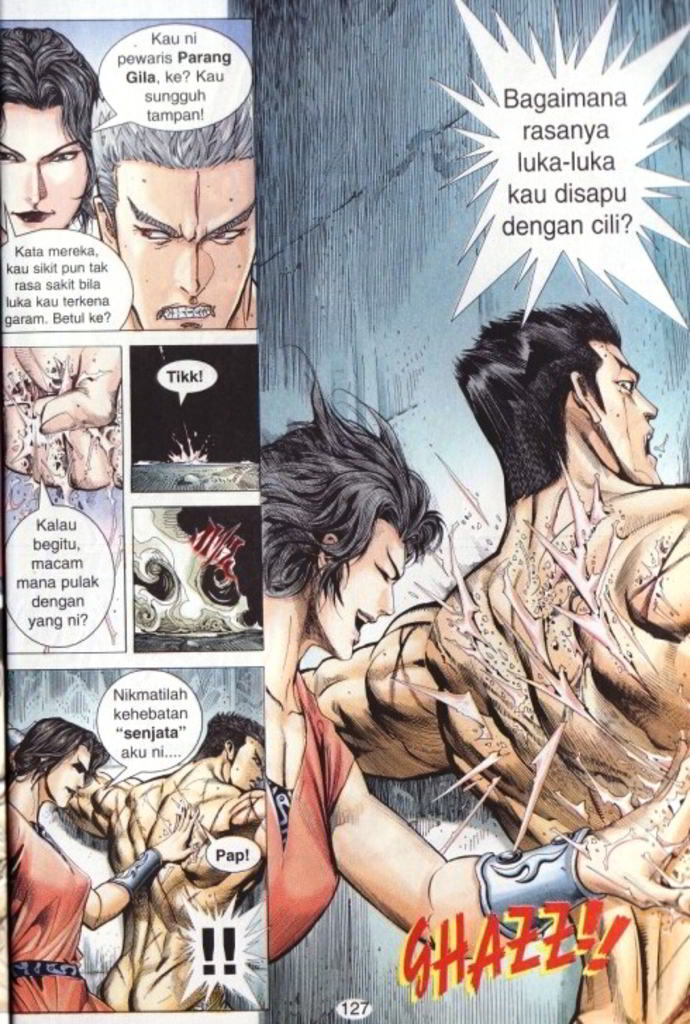 Kau ni
pewaris Parang
Gila, ke? Kau
sungguh
tampan!
Kata mereka,
kau sikit pun tak
rasa sakit bila
luka kau terkena
garam. Betul ke?
Tikk!
Kalau
begitu,
macam
mana pulak
dengan
yang ni?
Nikmatilah
kehebatan
“senjata”
aku ni....
Pap!
!!
Bagaimana
rasanya
luka-luka
kau disapu
dengan cili?
GHAZZ!!
127